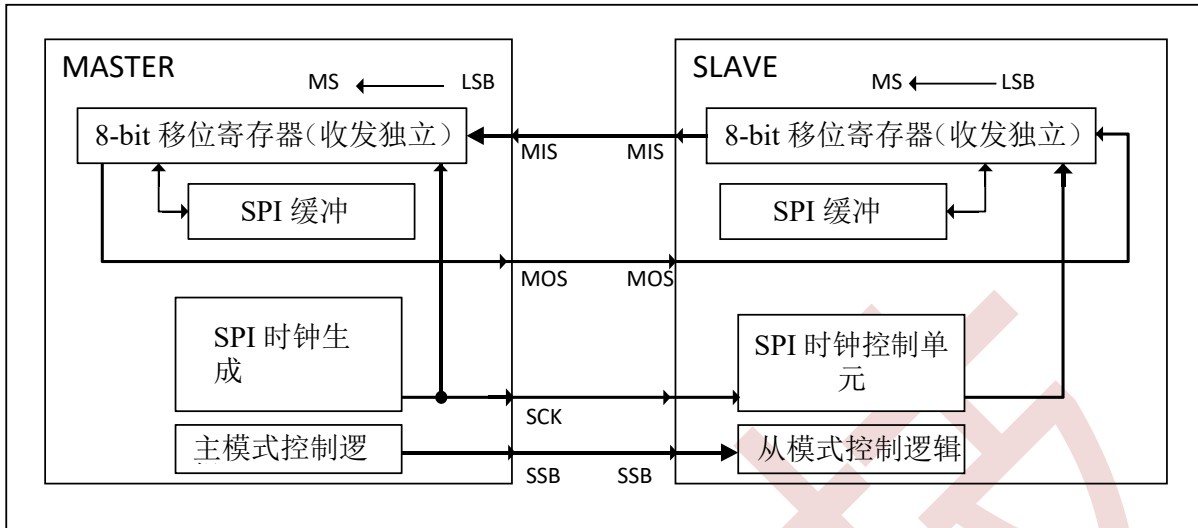 MASTER
MS LSB
8-bit 移位寄存器（收发独立）
SPI 缓冲
SPI 时钟生
成
主模式控制逻
MIS MIS
MOS MOS
SCK
SSB SSB
SLAVE
MS LSB
8-bit 移位寄存器（收发独立）
SPI 缓冲
SPI 时钟控制单
元
从模式控制逻辑